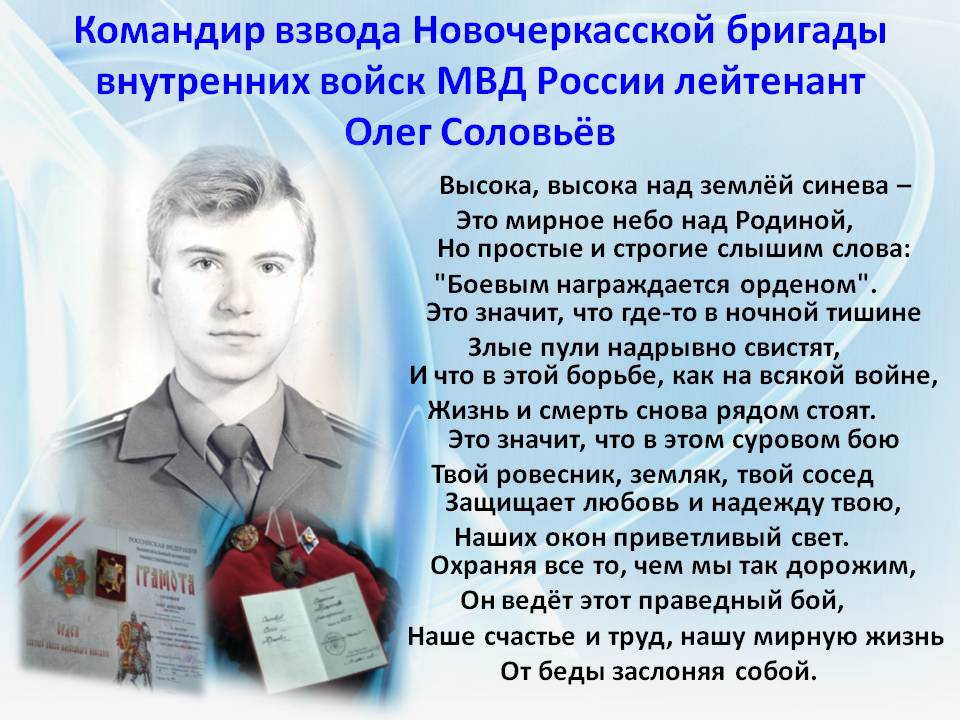 Командир взвода Новочеркасской бригады
внутренних войск МВД России лейтенант
Олег Соловьёв
Высока, высока над землёй синева –
Это мирное небо над Родиной,
Но простые и строгие слышим слова:
"Боевым награждается орденом".
Это значит, что где-то в ночной тишине
Злые пули надрывно свистят,
И что в этой борьбе, как на всякой войне,
Жизнь и смерть снова рядом стоят.
Это значит, что в этом суровом бою
Твой ровесник, земляк, твой сосед
Защищает любовь и надежду твою,
Наших окон приветливый свет.
Охраняя все то, чем мы так дорожим,
Он ведёт этот праведный бой,
Наше счастье и труд, нашу мирную жизнь
От беды заслоняя собой.
РОССИЙСКАЯ ФЕДЕРАЦИЯ
ГРАМОТА
ОРДЕН